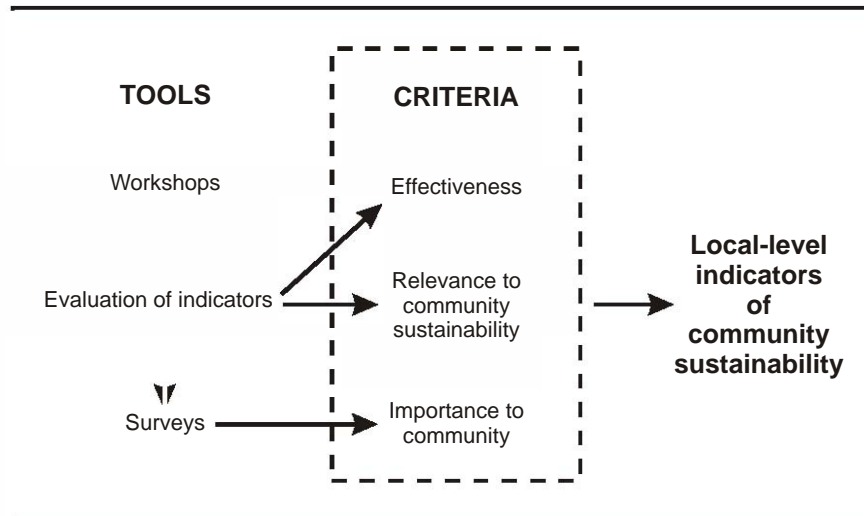 TOOLS
CRITERIA
Workshops
Effectiveness
Evaluation of indicators
Relevance to
community
sustainability
Surveys
Importance to
community
Local-level
indicators
of
community
sustainability